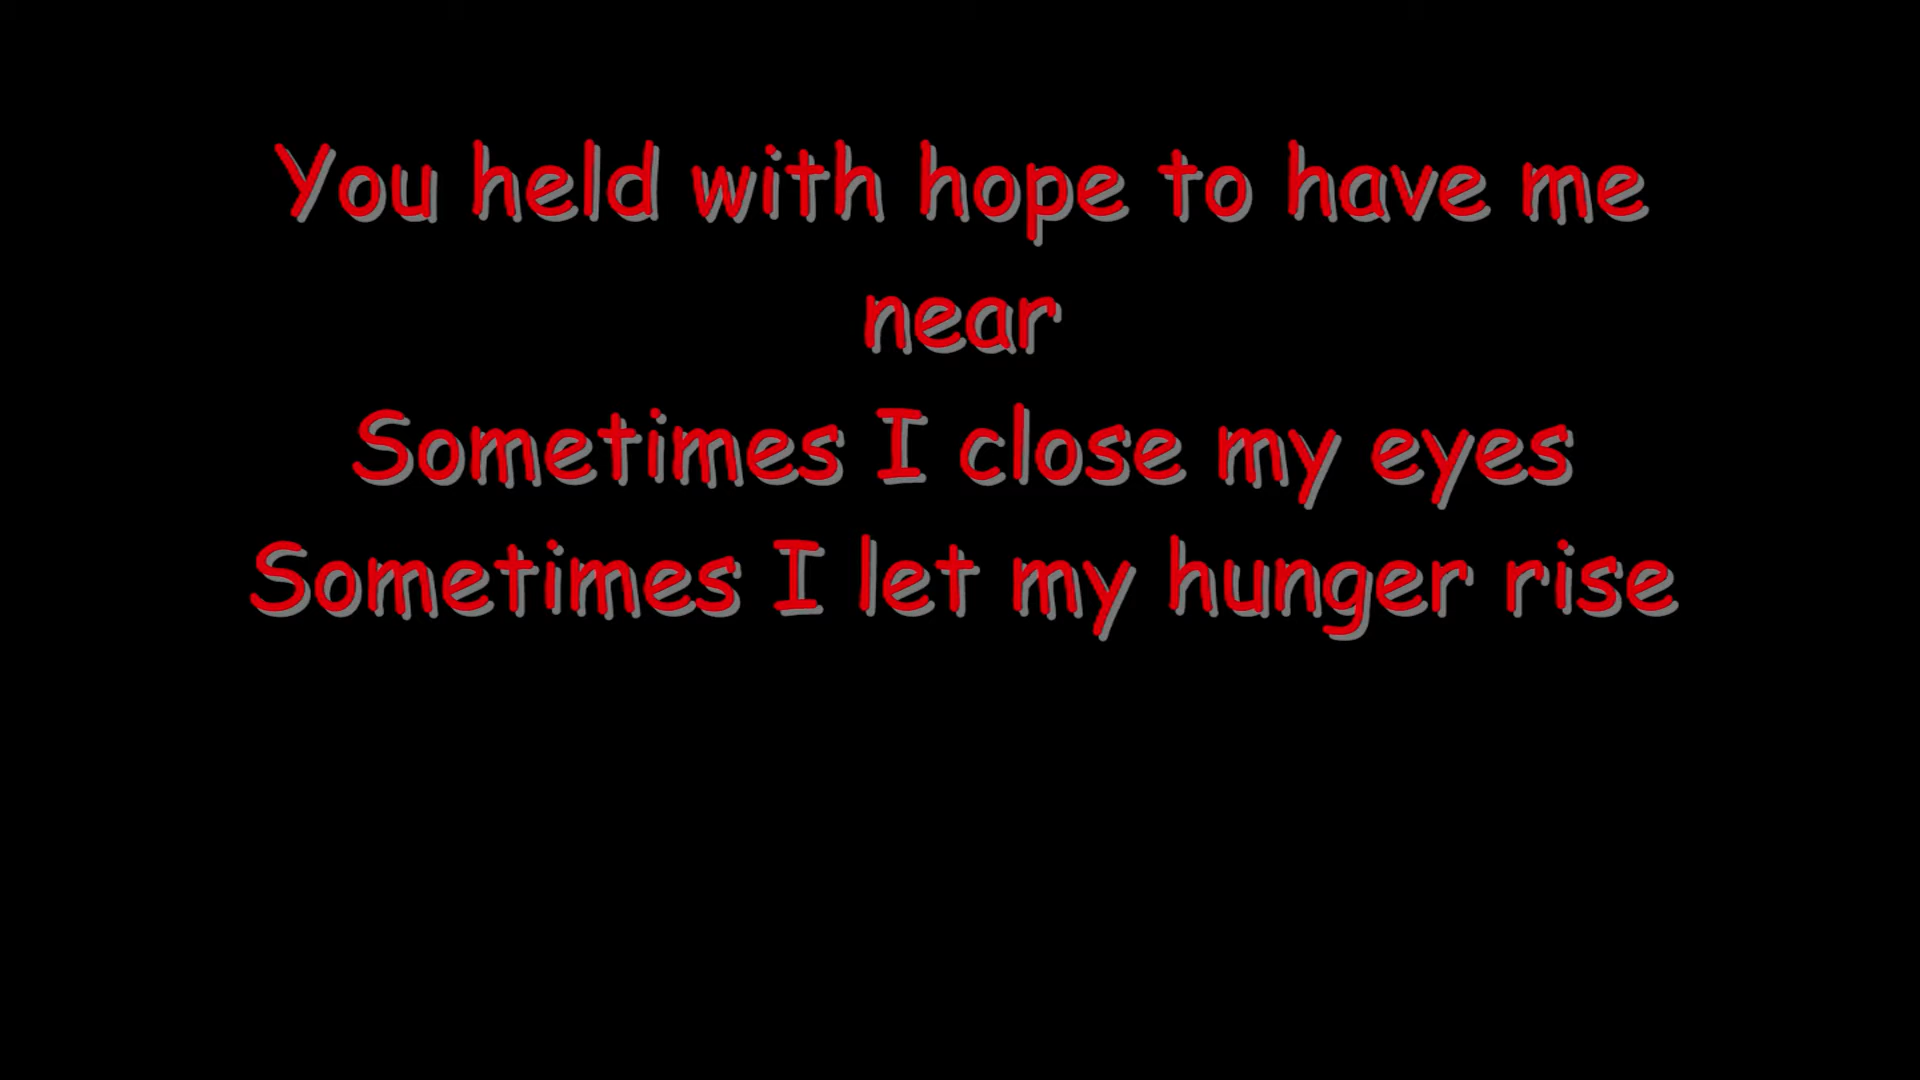 You held with hope to have me
near
Sometimes I close my eyes
Sometimes I let my hunger rise